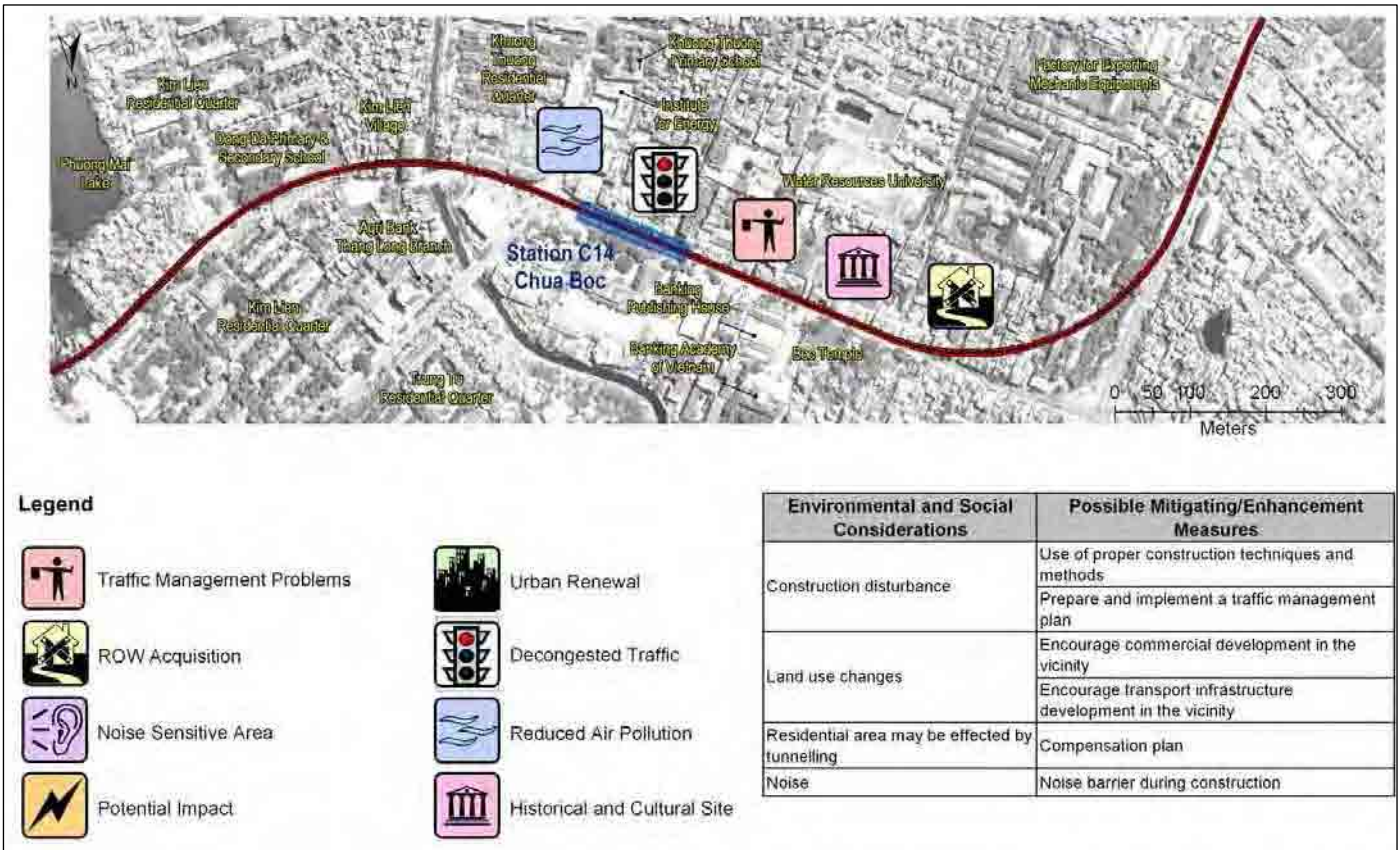 N
Kim Lien
Residential Quarter
Phuong Mai
Lake
Dong Da Primary &
Secondary School
Kim Lien
Village
Khuong
Thuong
Residential
Quarter
Khuong Thuong
Primary School
Institute
for Energy
Factory for Exporting
Mechanic Equipments
Water Resources University
Agri Bank
Thang Long Branch
Station C14
Chua Boc
Kim Lien
Residential Quarter
Trung Tu
Residential Quarter
Banking
Publishing House
Banking Academy
of Vietnam
Boc Temple
0 50 100 200 300
Meters
Legend
Traffic Management Problems
ROW Acquisition
Noise Sensitive Area
Potential Impact
Urban Renewal
Decongested Traffic
Reduced Air Pollution
Historical and Cultural Site
Environmental and Social
Considerations
Possible Mitigating/Enhancement
Measures
Construction disturbance
Use of proper construction techniques and
methods
Prepare and implement a traffic management
plan
Land use changes
Encourage commercial development in the
vicinity
Encourage transport infrastructure
development in the vicinity
Residential area may be effected by
tunnelling
Compensation plan
Noise
Noise barrier during construction